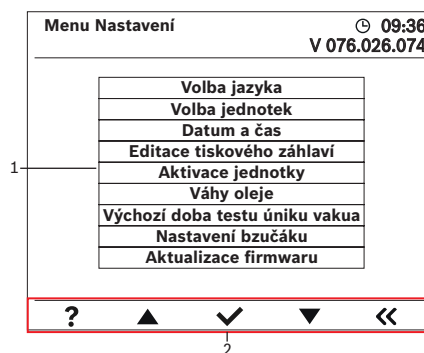 Menu Nastavení 09:36
V 076.026.074
Volba jazyka
Volba jednotek
Datum a čas
Editace tiskového záhlaví
1 Aktivace jednotky
Váhy oleje
Výchozí doba testu úniku vakua
Nastavení bzučáku
Aktualizace firmwaru
?
2